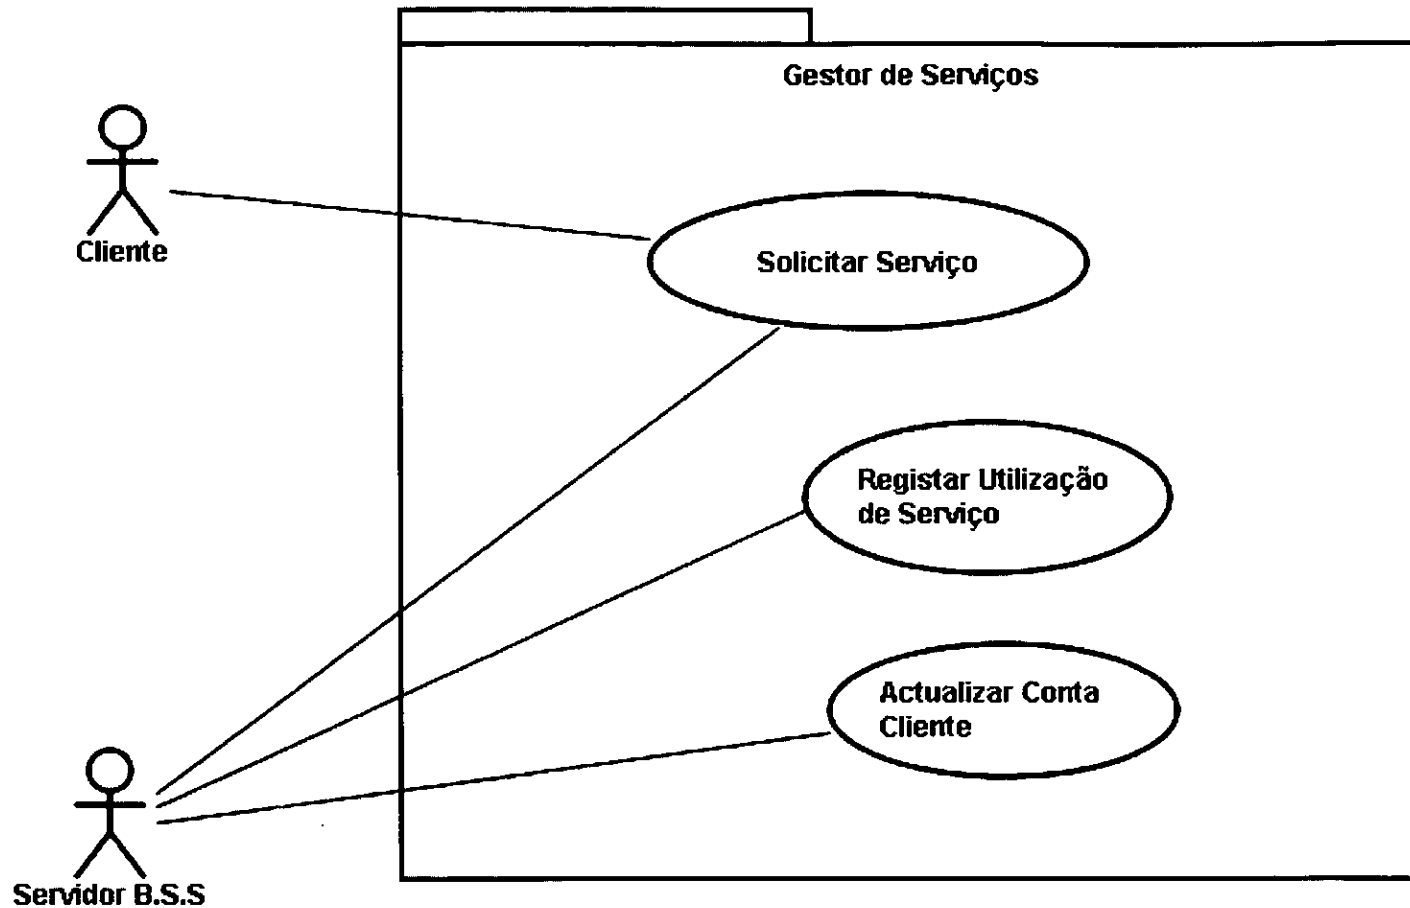 Gestor de Serviços
Cliente
Solicitar Serviço
Registar Utilização
de Serviço
Actualizar Conta
Cliente
Servidor B.S.S